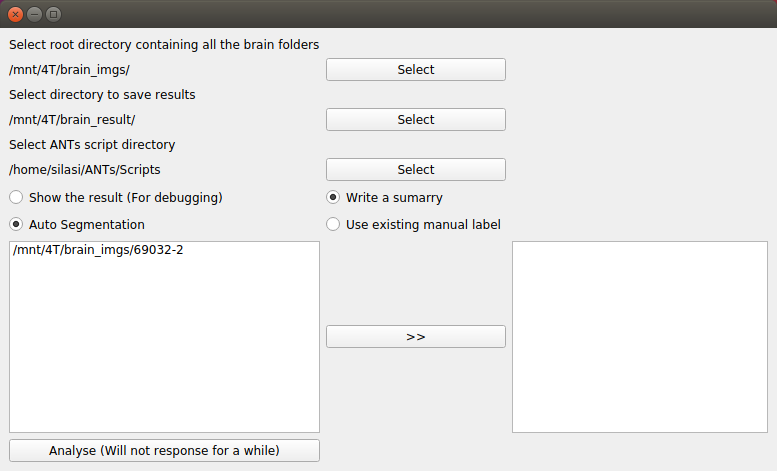 Select root directory containing all the brain folders
/mnt/4T/brain_imgs/ Select
Select directory to save results
/mnt/4T/brain_result/ Select
Select ANTs script directory
/home/silasi/ANTs/Scripts Select
Show the result (For debugging) Write a sumarry
Auto Segmentation Use existing manual label
/mnt/4T/brain_imgs/69032-2
>>
Analyse (Will not response for a while)